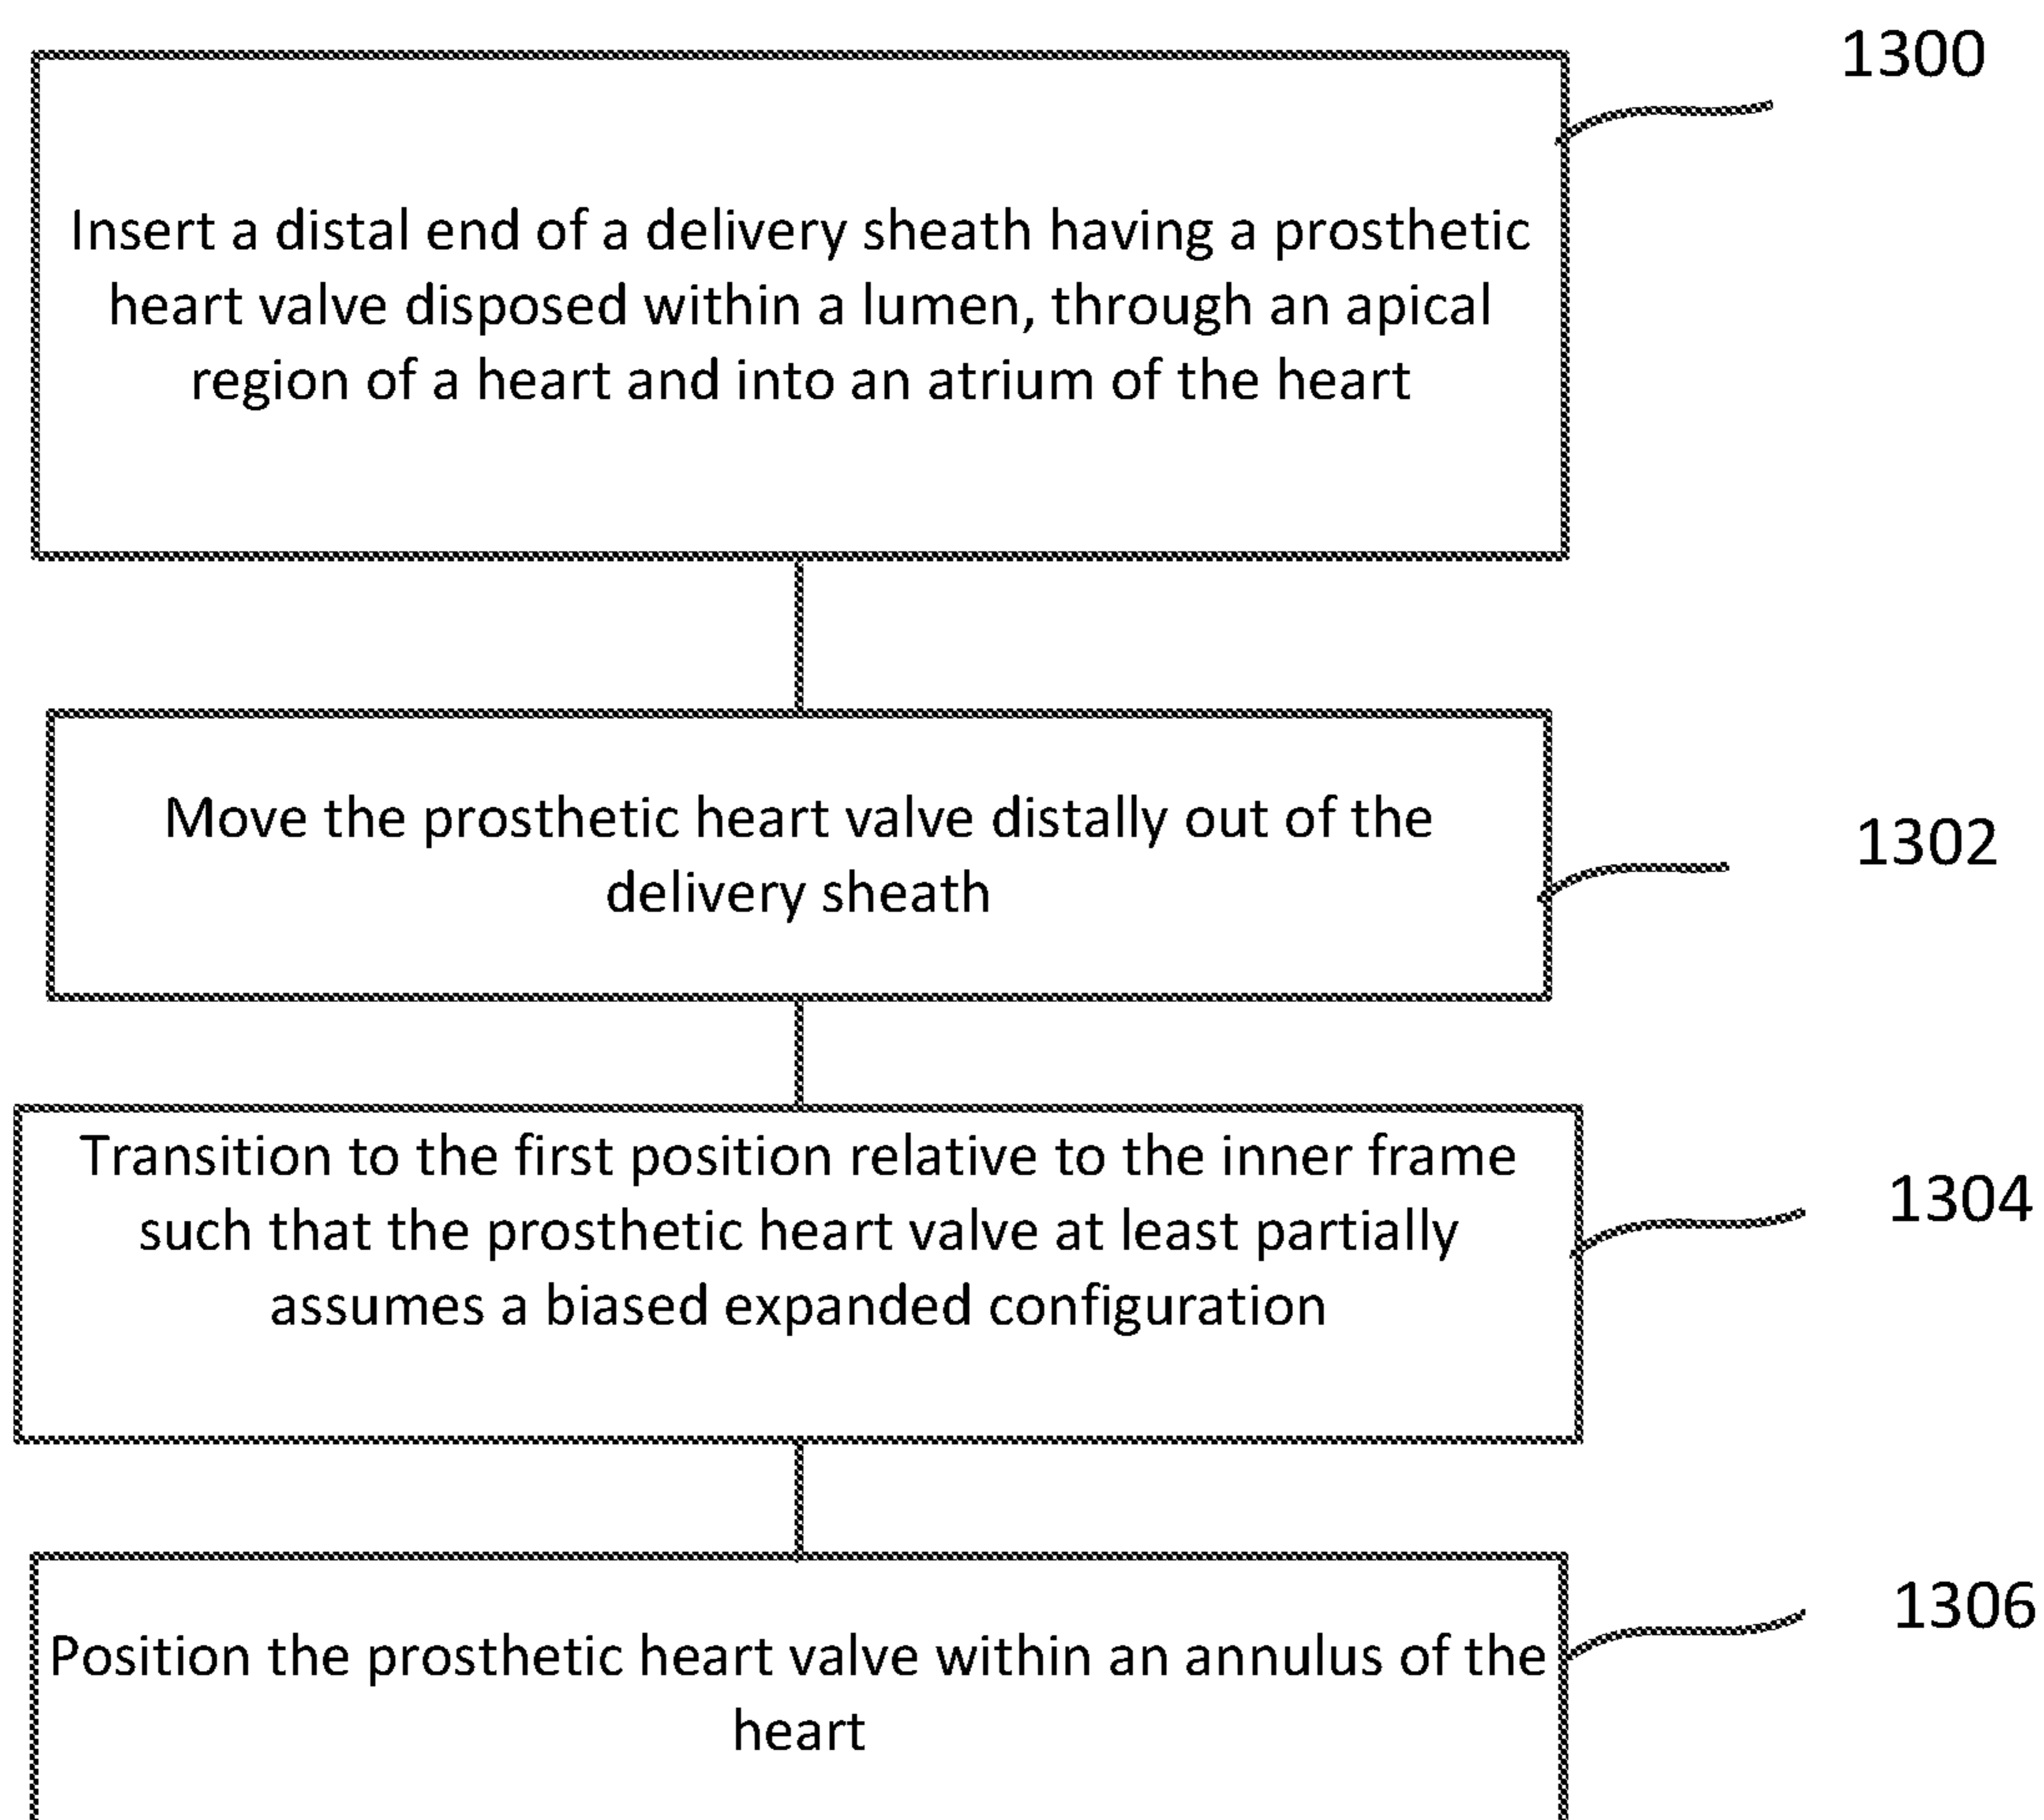 1300
Insert a distal end of a delivery sheath having a prosthetic
heart valve disposed within a lumen, through an apical
region of a heart and into an atrium of the heart
Move the prosthetic heart valve distally out of the
delivery sheath
1302
Transition to the first position relative to the inner frame
such that the prosthetic heart valve at least partially
assumes a biased expanded configuration
1304
Position the prosthetic heart valve within an annulus of the
heart
1306